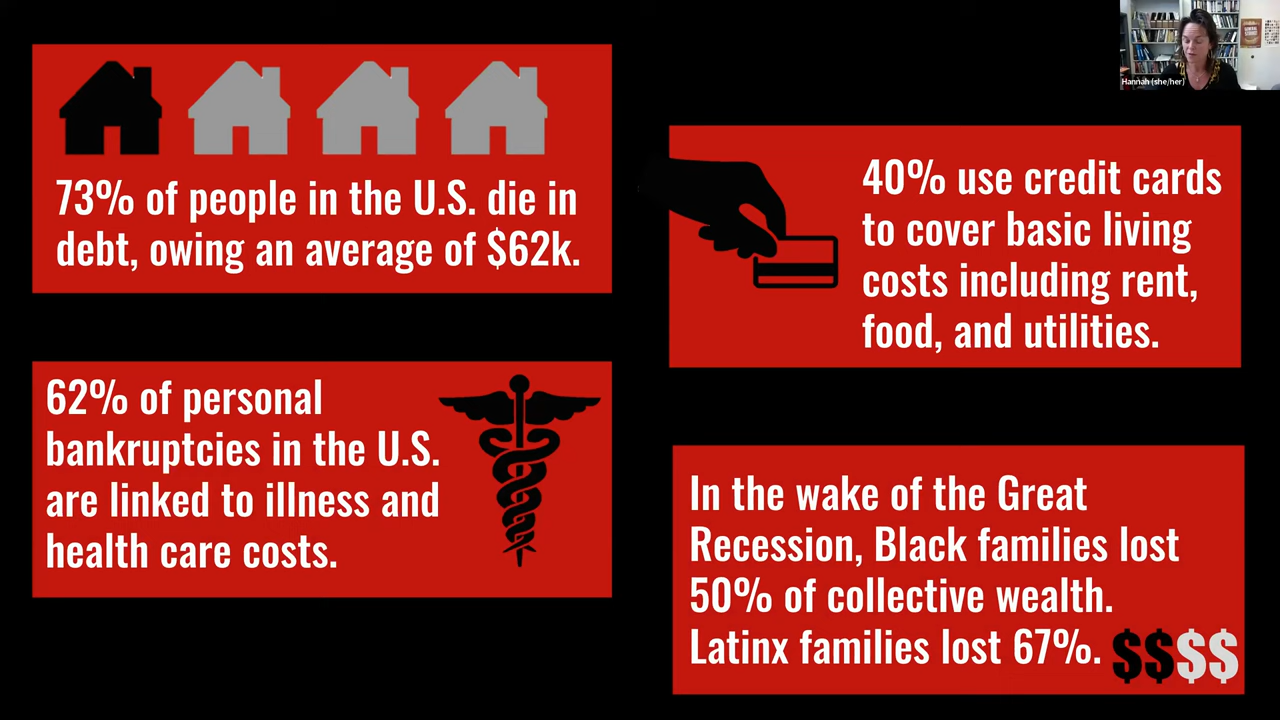 73% of people in the U.S. die in
debt, owing an average of $62k.
40% use credit cards
to cover basic living
costs including rent,
food, and utilities.
62% of personal
bankruptcies in the U.S.
are linked to illness and
health care costs.
In the wake of the Great
Recession, Black families lost
50% of collective wealth.
Latinx families lost 67%. $$$$
Hannah (she/her)